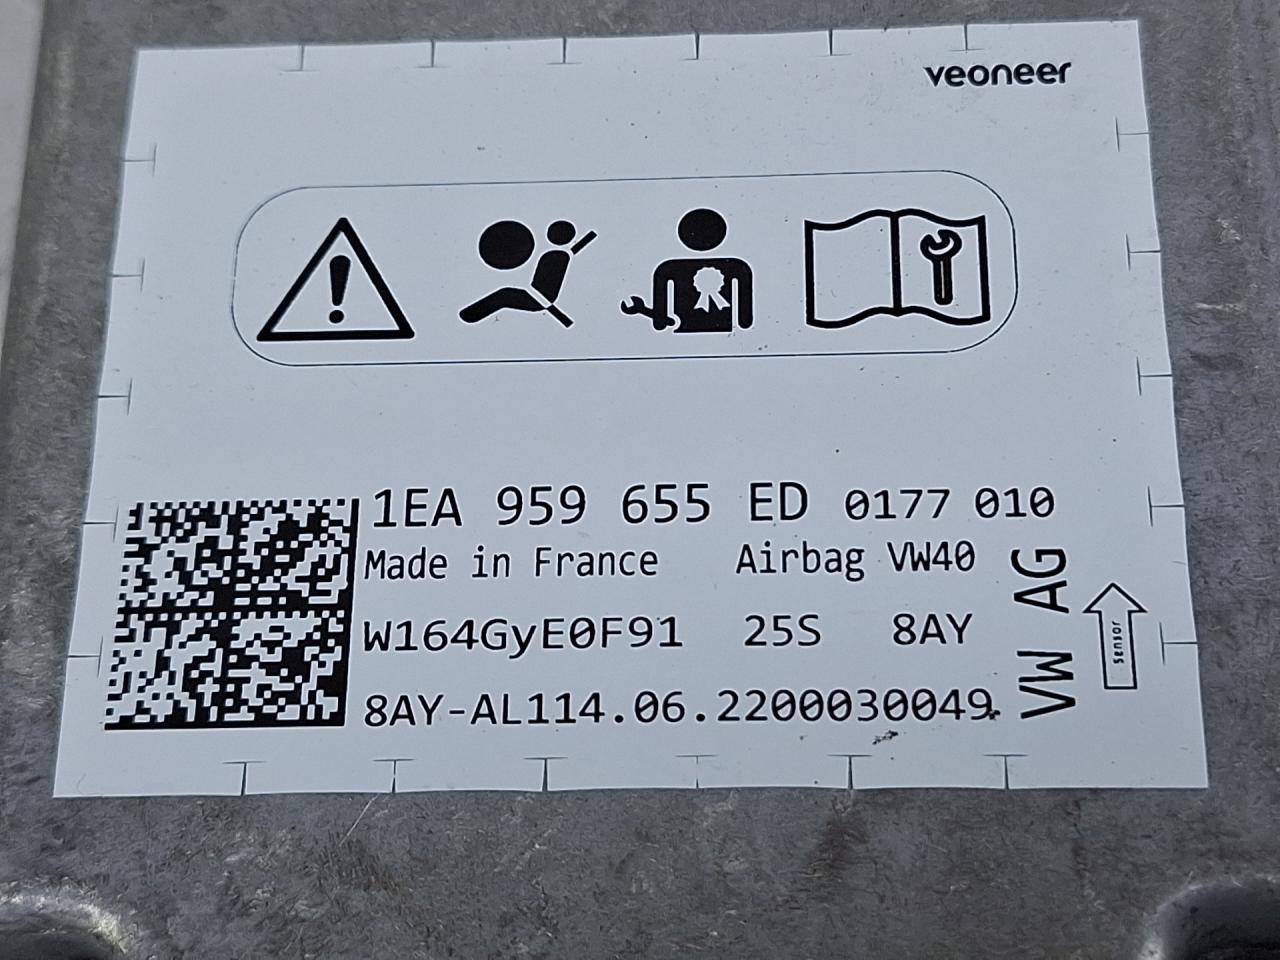 veoneer
1EA 959 655 ED 0177 010
Made in France Airbag VW40
W164GyE0F91 25S 8AY
8AY-AL114.06.2200030049
VW AG
sensor